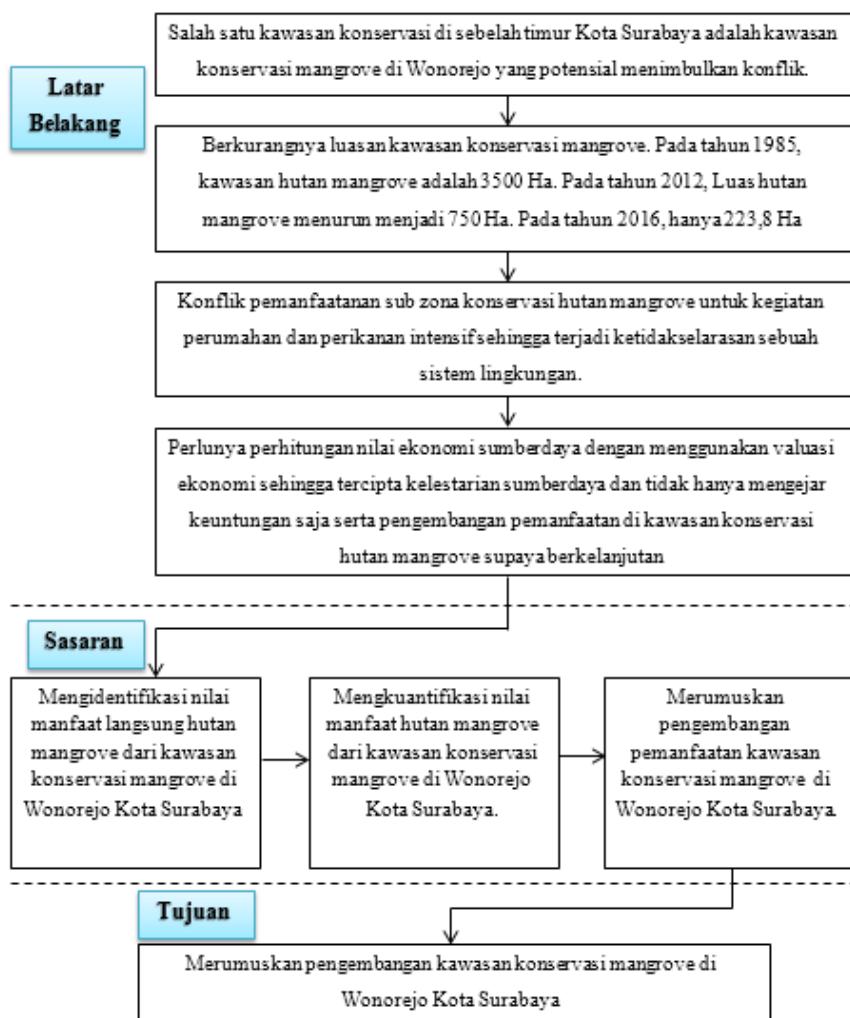 Salah satu kawasan konservasi di sebelah timur Kota Surabaya adalah kawasan
konservasi mangrove di Wonorejo yang potensial menimbulkan konflik.
Latar
Belakang
Berkurangnya luasan kawasan konservasi mangrove. Pada tahun 1985,
kawasan hutan mangrove adalah 3500 Ha. Pada tahun 2012, Luas hutan
mangrove menurun menjadi 750 Ha. Pada tahun 2016, hanya 223,8 Ha
Konflik pemanfaatanan sub zona konservasi hutan mangrove untuk kegiatan
perumahan dan perikanan intensif sehingga terjadi ketidakselarasan sebuah
sistem lingkungan.
Perlunya perhitungan nilai ekonomi sumberdaya dengan menggunakan valuasi
ekonomi sehingga tercipta kelestarian sumberdaya dan tidak hanya mengejar
keuntungan saja serta pengembangan pemanfaatan di kawasan konservasi
hutan mangrove supaya berkelanjutan
Sasaran
Mengidentifikasi nilai
manfaat langsung hutan
mangrove dari kawasan
konservasi mangrove di
Wonorejo Kota Surabaya
Mengkuantifikasi nilai
manfaat hutan mangrove
dari kawasan konservasi
mangrove di Wonorejo
Kota Surabaya.
Merumuskan
pengembangan
pemanfaatan kawasan
konservasi mangrove di
Wonorejo Kota Surabaya.
Tujuan
Merumuskan pengembangan kawasan konservasi mangrove di
Wonorejo Kota Surabaya